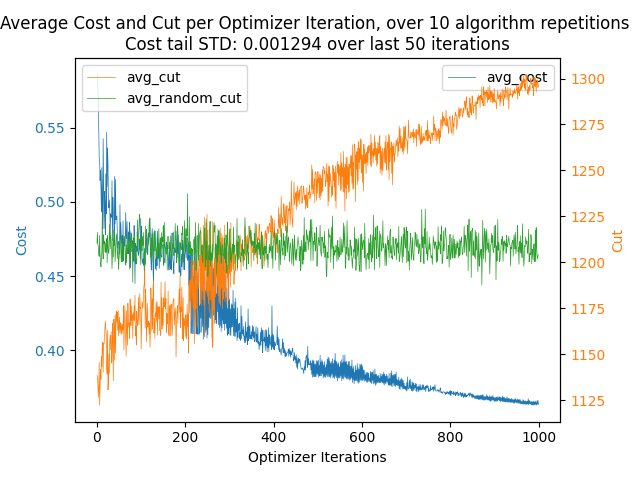 Average Cost and Cut per Optimizer Iteration, over 10 algorithm repetitions
Cost tail STD: 0.001294 over last 50 iterations
avg_cut
avg_random_cut
avg_cost
0.55
0.50
0.45
0.40
Cost
1300
1275
1250
1225
1200
1175
1150
1125
Cut
0 200 400 600 800 1000
Optimizer Iterations